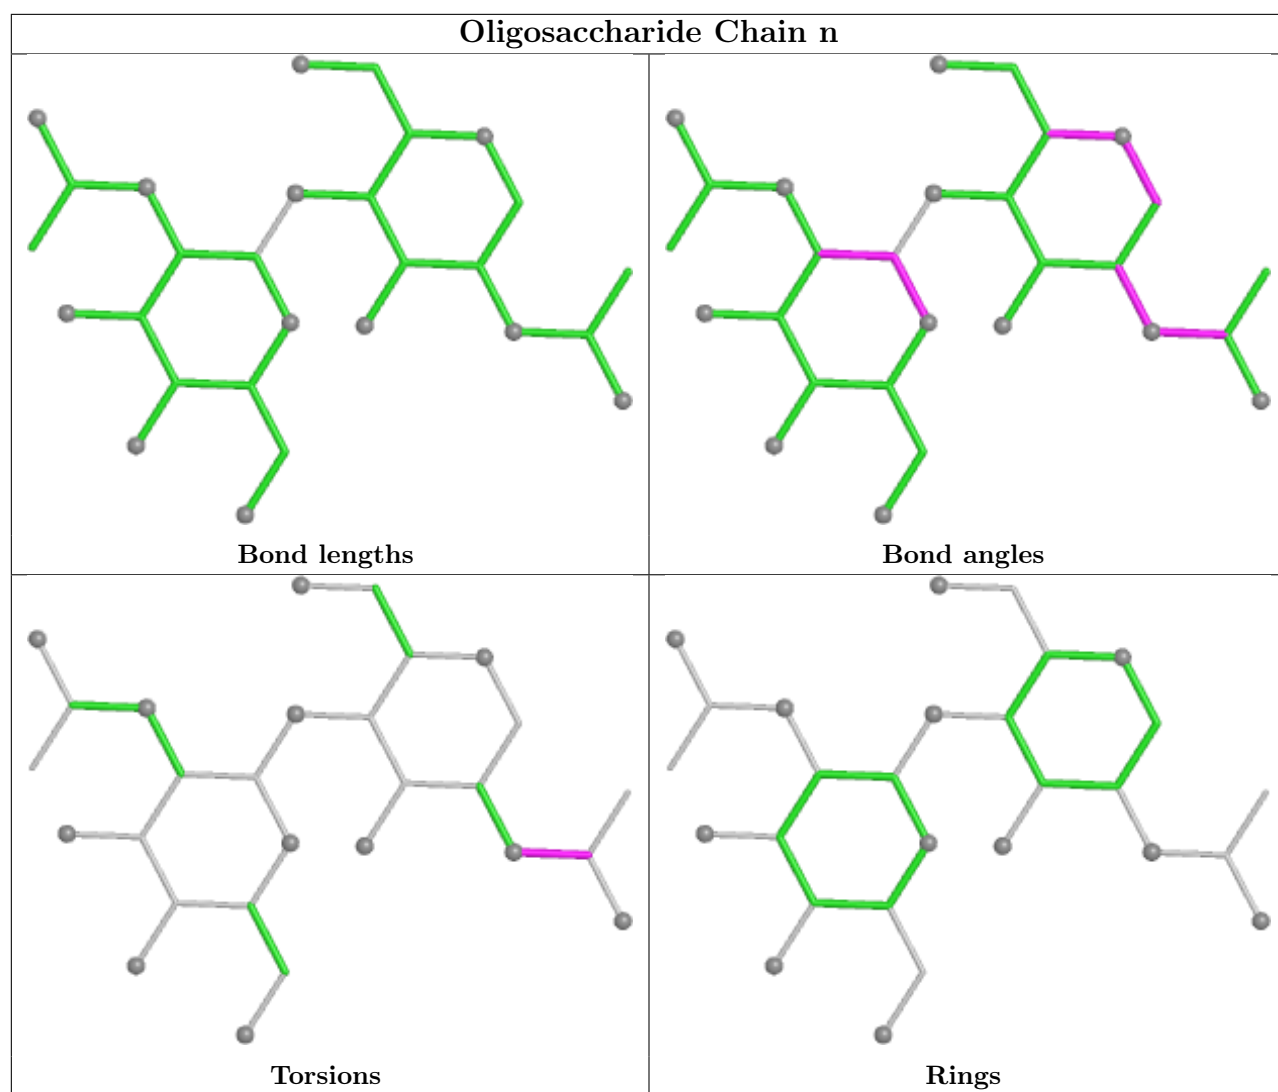 Oligosaccharide Chain n
Bond lengths
Bond angles
Torsions
Rings